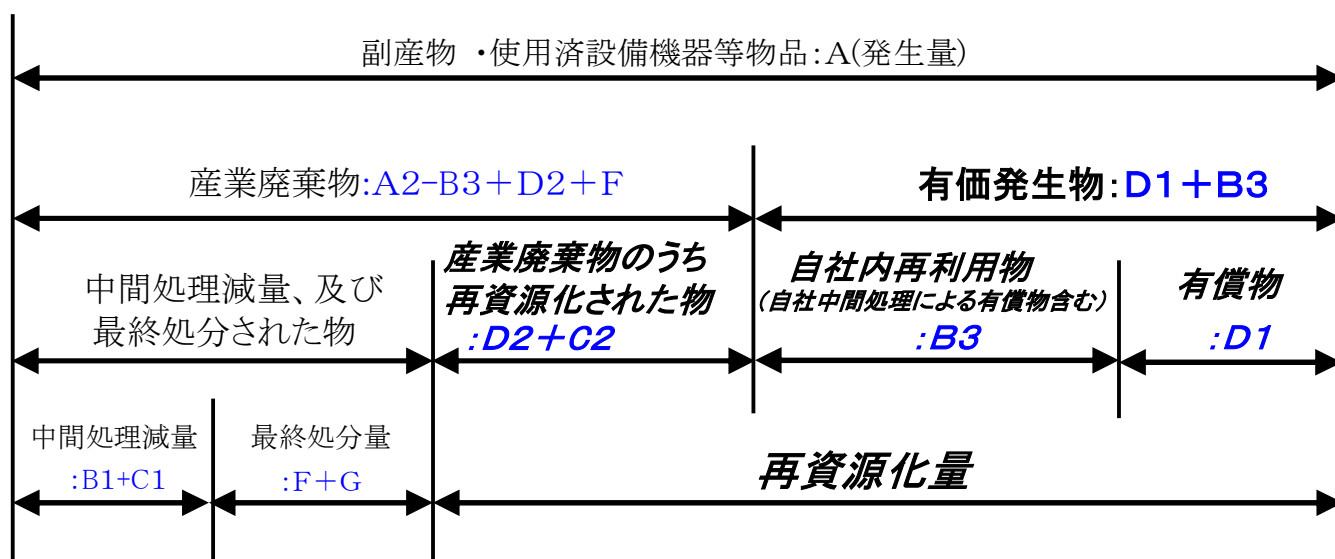 副産物 ・使用済設備機器等物品:A(発生量)
産業廃棄物:A2-B3+D2+F
有価発生物:D1+B3
中間処理減量、及び
最終処分された物
産業廃棄物のうち
再資源化された物
:D2+C2
自社内再利用物
(自社中間処理による有償物含む)
:B3
有償物
:D1
中間処理減量
:B1+C1
最終処分量
:F+G
再資源化量